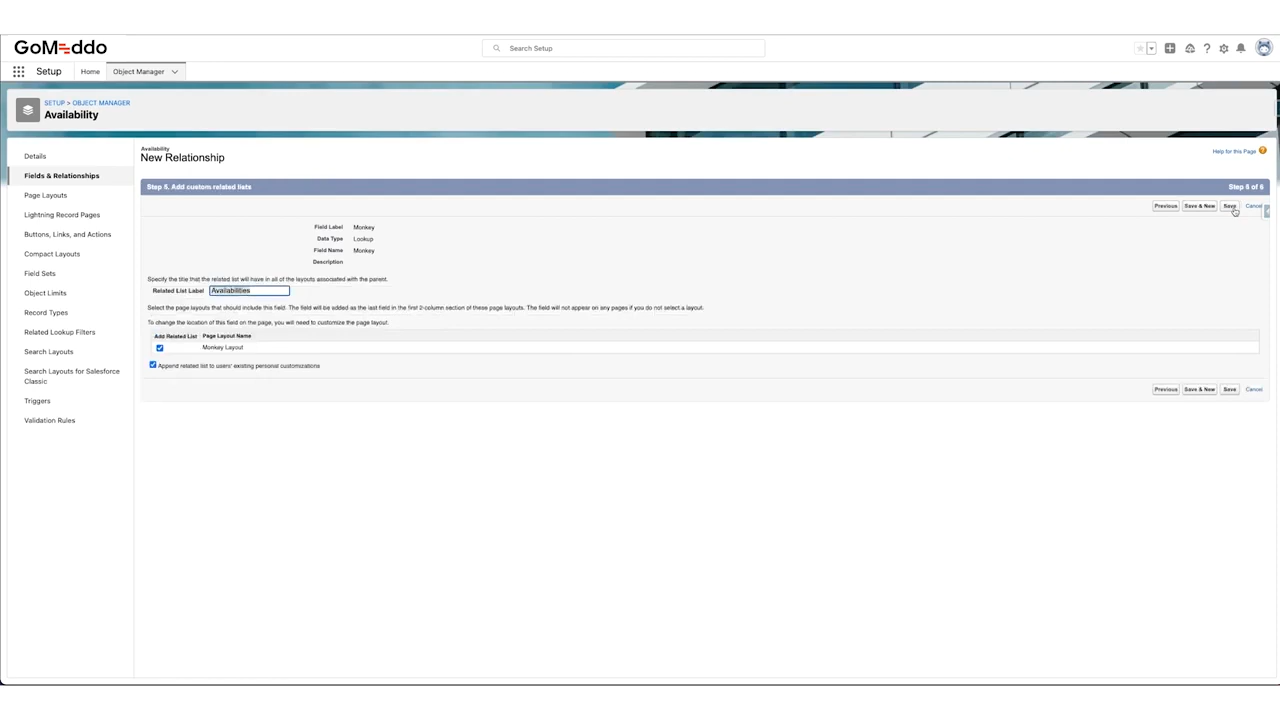 GoMeddo
Search Setup
Setup
Home
Object Manager
SETUP > OBJECT MANAGER
Availability
Details
Fields & Relationships
Page Layouts
Lightning Record Pages
Buttons, Links, and Actions
Compact Layouts
Field Sets
Object Limits
Record Types
Related Lookup Filters
Search Layouts
Search Layouts for Salesforce
Classic
Triggers
Validation Rules
Availability
New Relationship
Help for this Page
Step 5. Add custom related lists
Step 5 of 6
Previous Save & New Save Cancel
Field Label Monkey
Data Type Lookup
Field Name Monkey
Description
Specify the title that the related list will have in all of the layouts associated with the parent.
Related List Label Availabilities
Select the page layouts that should include this field. The field will be added as the last field in the first 2-column section of these page layouts. The field will not appear on any pages if you do not select a layout.
To change the location of this field on the page, you will need to customize the page layout.
Add Related List Page Layout Name
Monkey Layout
Append related list to users' existing personal customizations
Previous Save & New Save Cancel